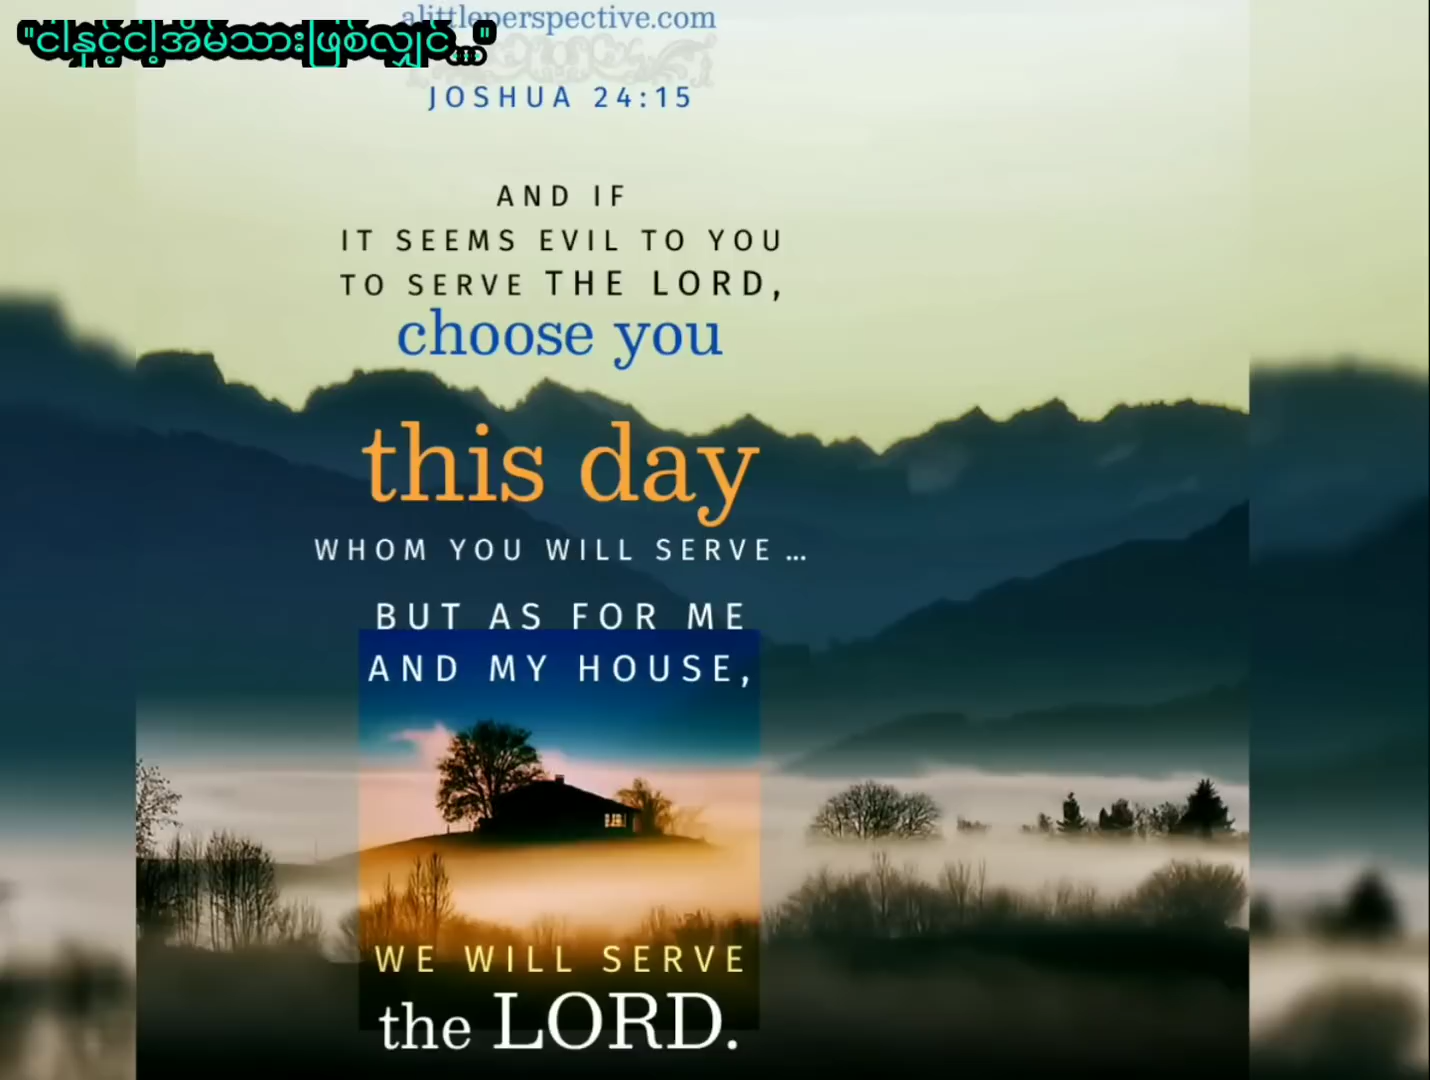 alittleperspective.com
"ငါနှင့်ငါ့အိမ်သားဖြစ်လျှင်..."
JOSHUA 24:15
AND IF
IT SEEMS EVIL TO YOU
TO SERVE THE LORD,
choose you
this day
WHOM YOU WILL SERVE ...
BUT AS FOR ME
AND MY HOUSE,
WE WILL SERVE
the LORD.